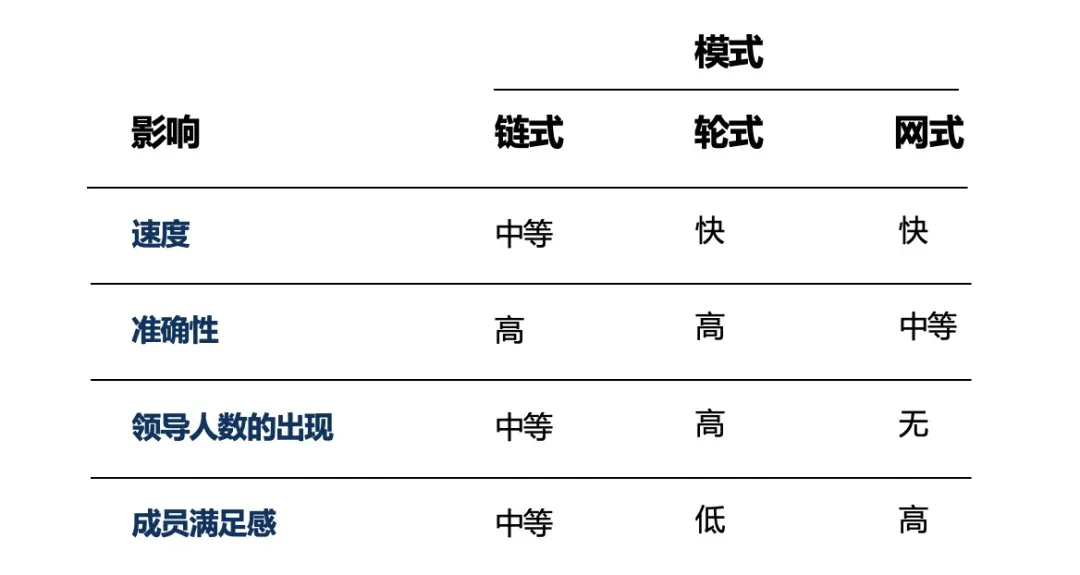 模式
影响 链式 轮式 网式
速度 中等 快 快
准确性 高 高 中等
领导人数的出现 中等 高 无
成员满足感 中等 低 高